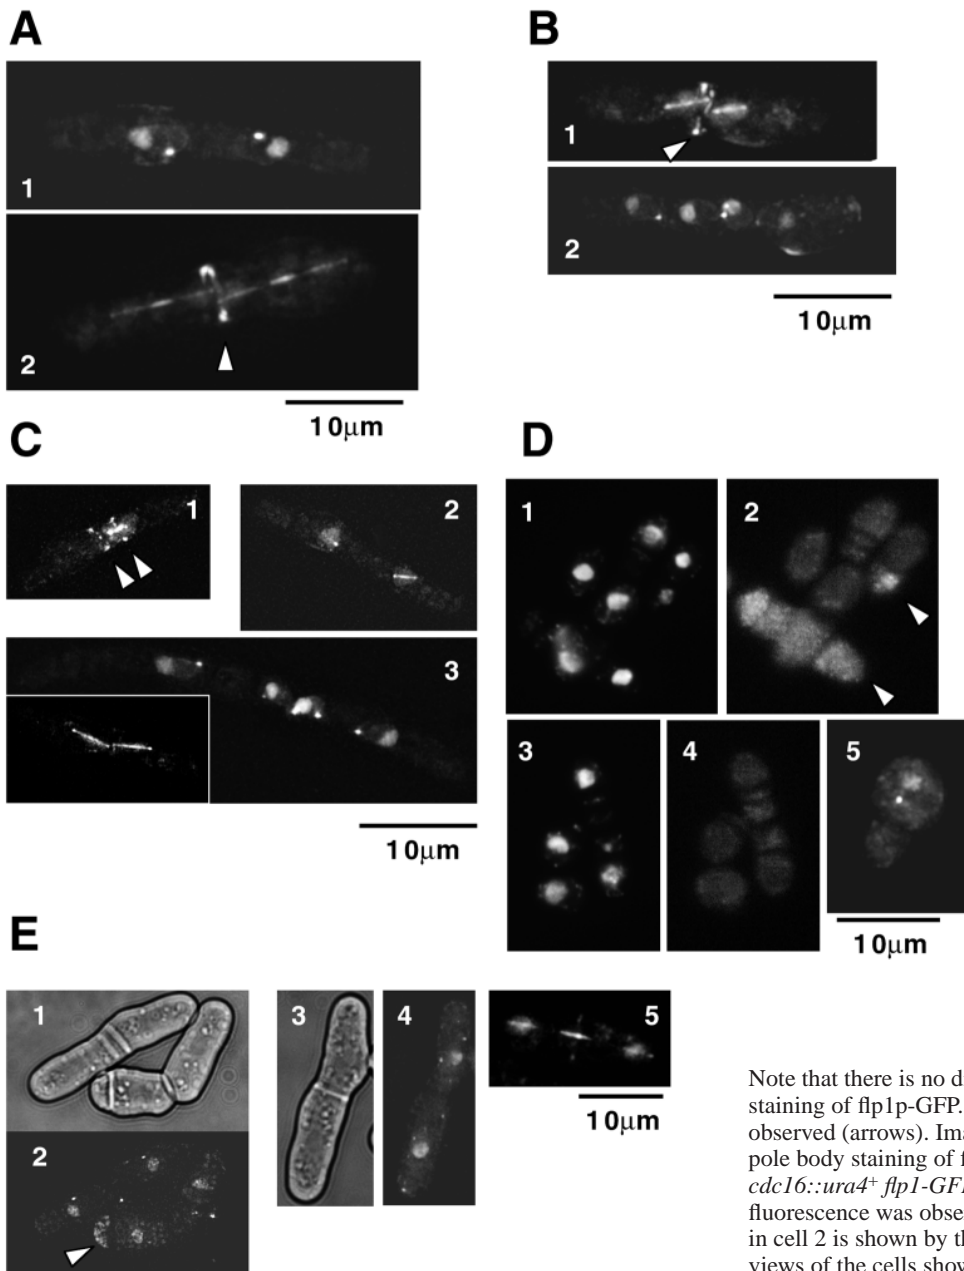 A
B
1
1
2
2
10μm
10μm
C
D
1
2
1
2
3
3
4
5
10μm
10μm
E
1
3
4
5
10μm
2
Note that there is no d
staining of flp1p-GFP.
observed (arrows). Ima
pole body staining of f
cdc16::ura4+ flp1-GF
fluorescence was obser
in cell 2 is shown by th
views of the cells show